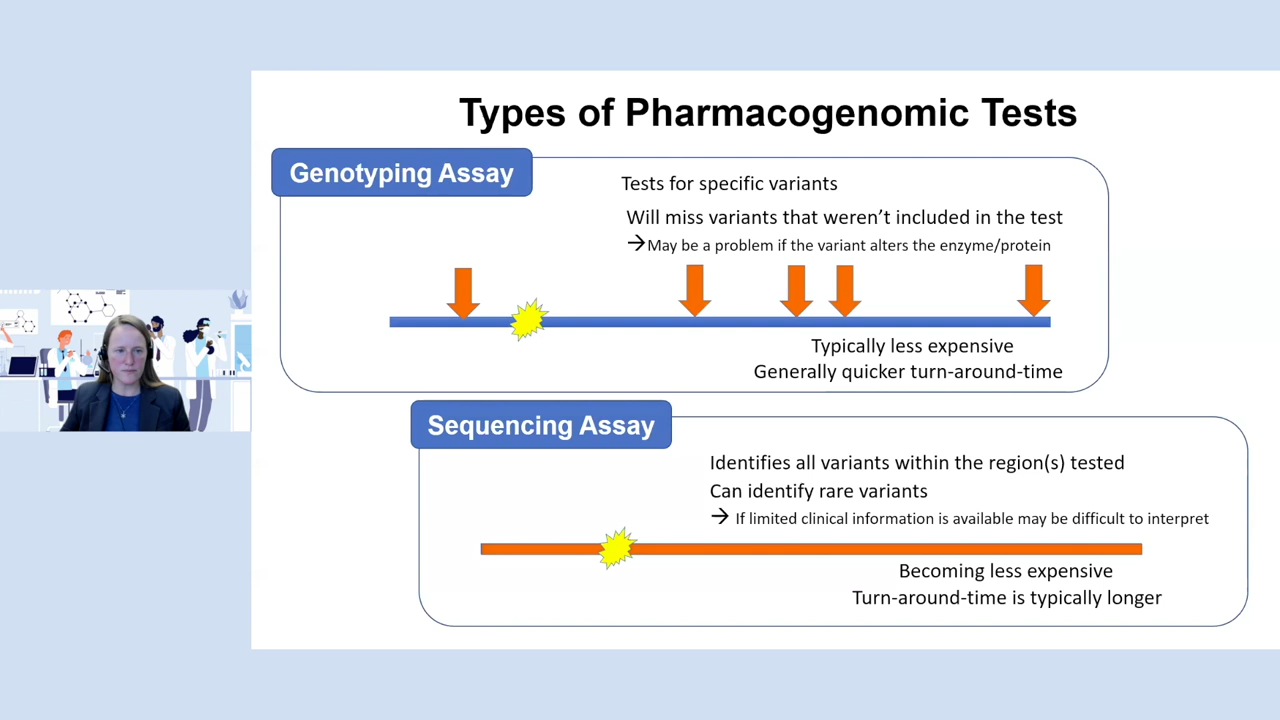 Types of Pharmacogenomic Tests
Genotyping Assay
Tests for specific variants
Will miss variants that weren't included in the test
→May be a problem if the variant alters the enzyme/protein
Typically less expensive
Generally quicker turn-around-time
Sequencing Assay
Identifies all variants within the region(s) tested
Can identify rare variants
→ If limited clinical information is available may be difficult to interpret
Becoming less expensive
Turn-around-time is typically longer